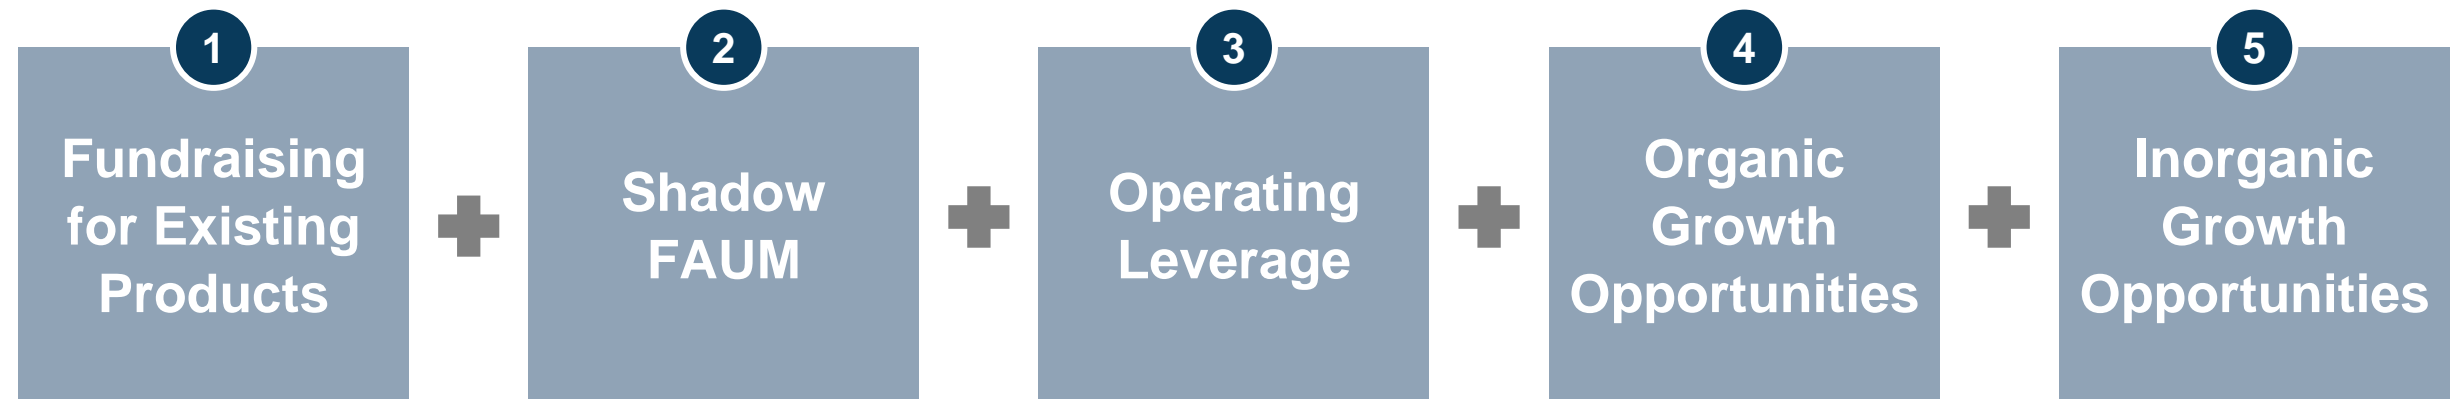 1
Fundraising
for Existing
Products
2
Shadow
FAUM
3
Operating
Leverage
4
Organic
Growth
Opportunities
5
Inorganic
Growth
Opportunities